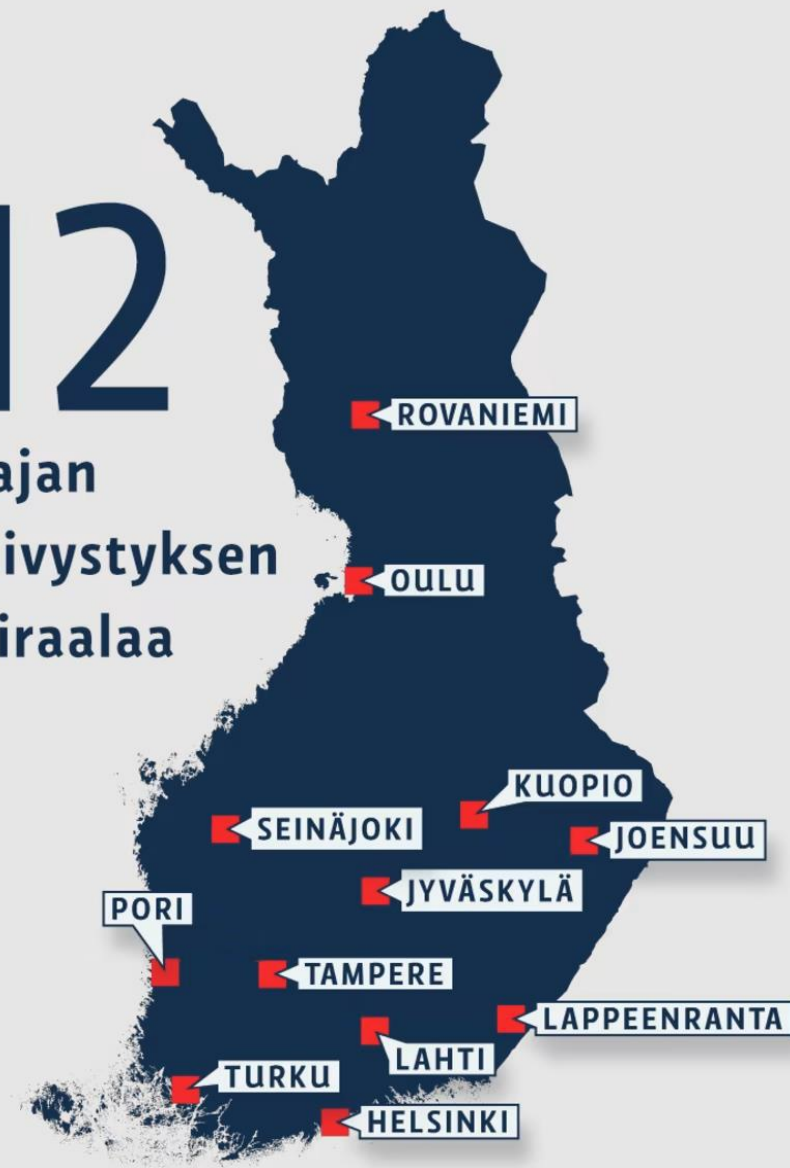 12
ajan
ivystyksen
iraalaa
ROVANIEMI
OULU
KUOPIO
SEINÄJOKI
JOENSUU
JYVÄSKYLÄ
PORI
TAMPERE
LAPPEENRANTA
LAHTI
TURKU
HELSINKI